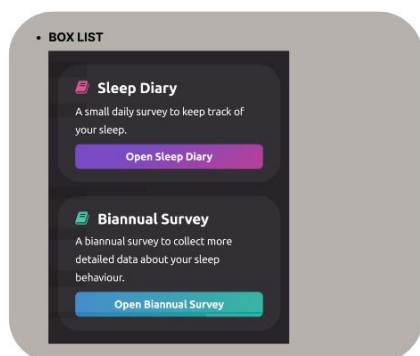 BOX LIST
Sleep Diary
A small daily survey to keep track of
your sleep.
Open Sleep Diary
Biannual Survey
A biannual survey to collect more
detailed data about your sleep
behaviour.
Open Biannual Survey